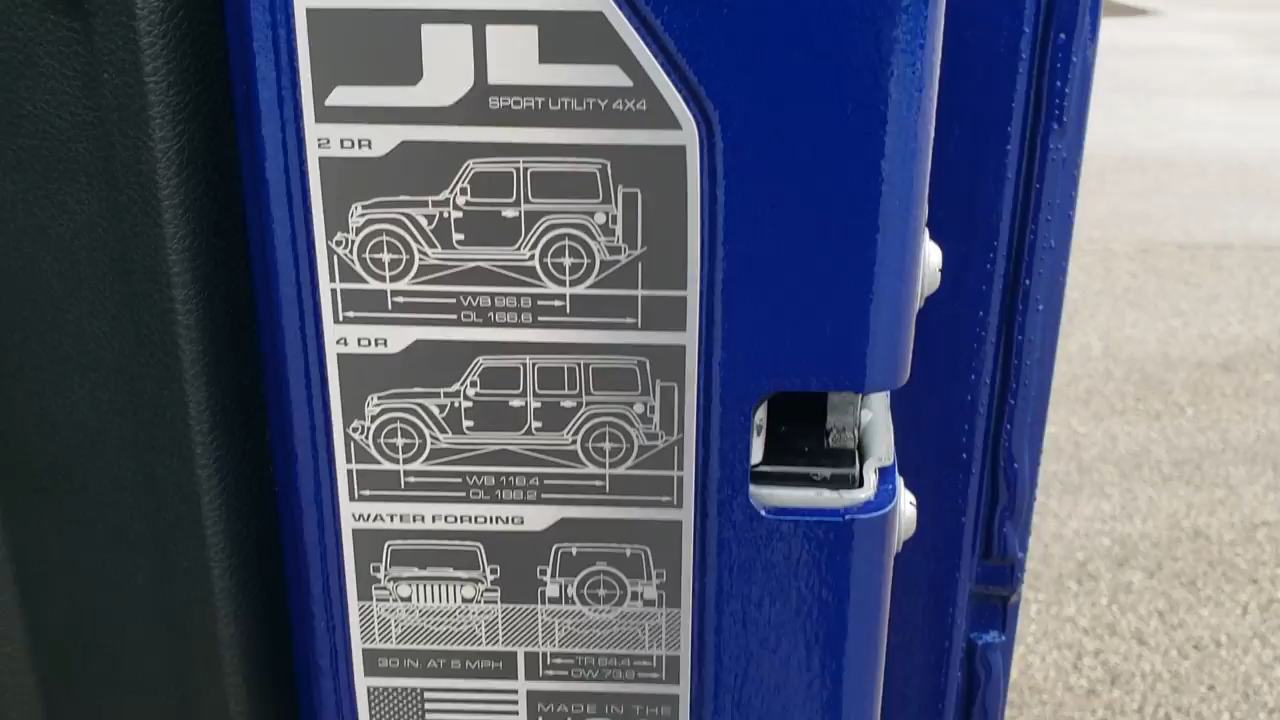 JL
SPORT UTILITY 4X4
2 DR
WB 96.8
OL 166.8
4 DR
WB 118.4
OL 188.2
WATER FORDING
30 IN. AT 5 MPH
TR 64.4
OW 73.8
MADE IN THE